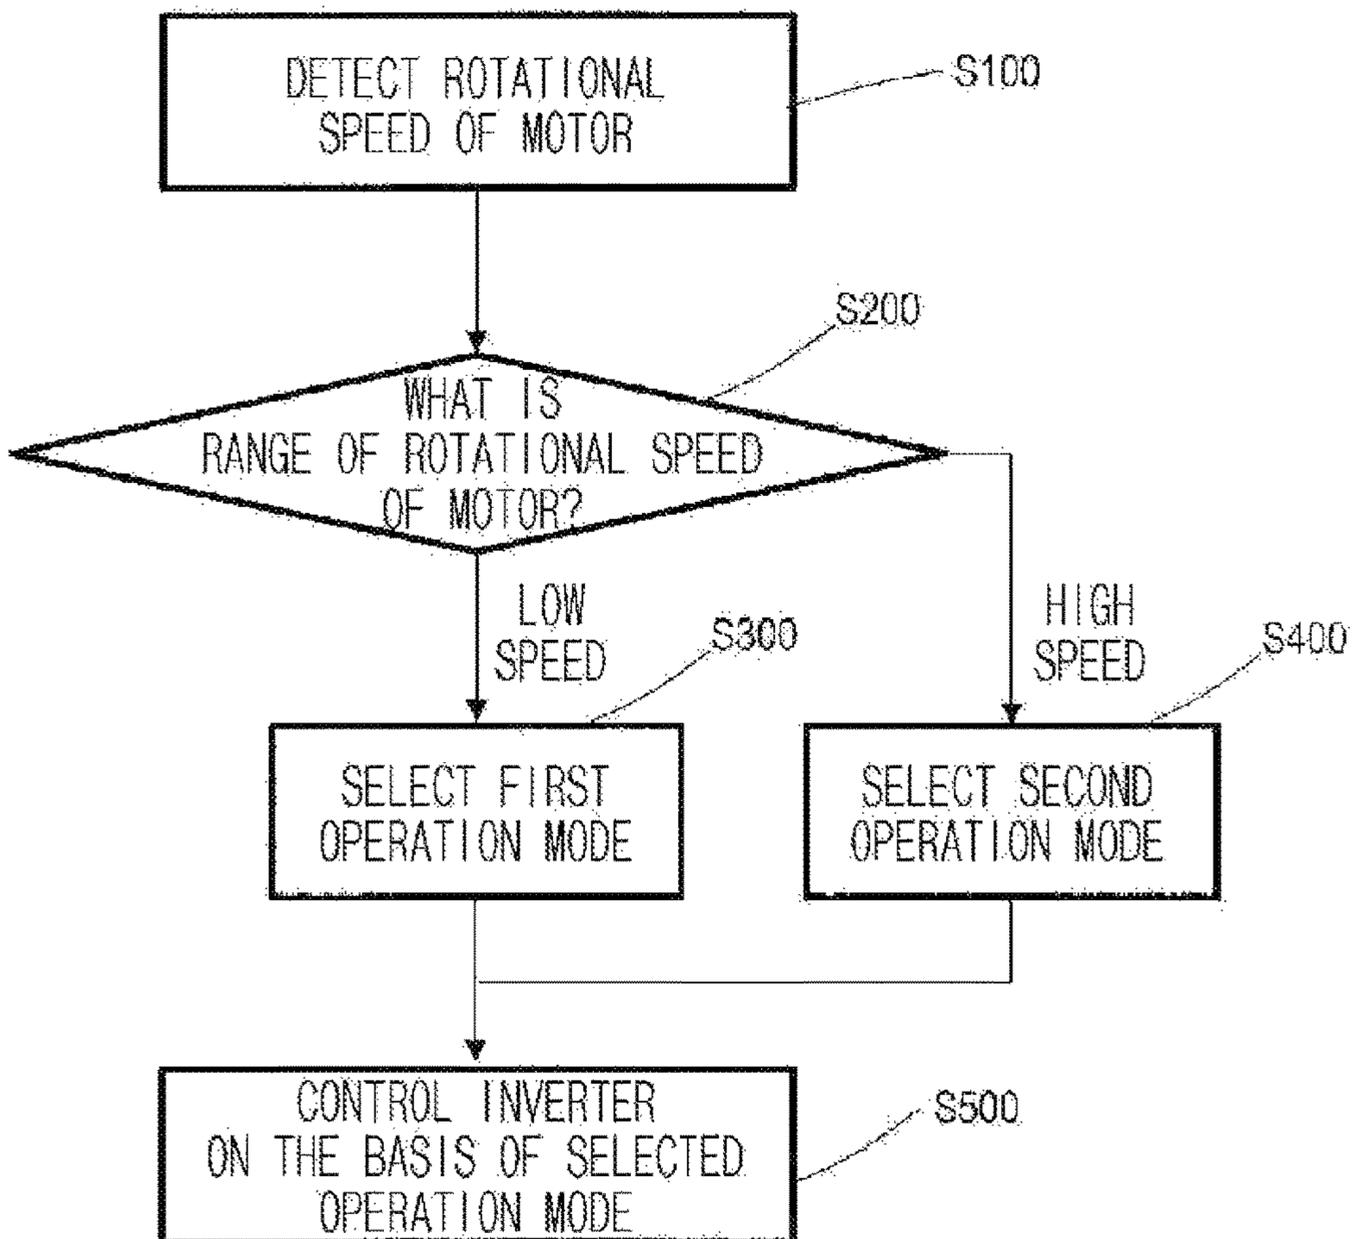 DETECT ROTATIONAL
SPEED OF MOTOR
S100
S200
WHAT IS
RANGE OF ROTATIONAL SPEED
OF MOTOR?
LOW
SPEED
S300
HIGH
SPEED
S400
SELECT FIRST
OPERATION MODE
SELECT SECOND
OPERATION MODE
CONTROL INVERTER
ON THE BASIS OF SELECTED
OPERATION MODE
S500